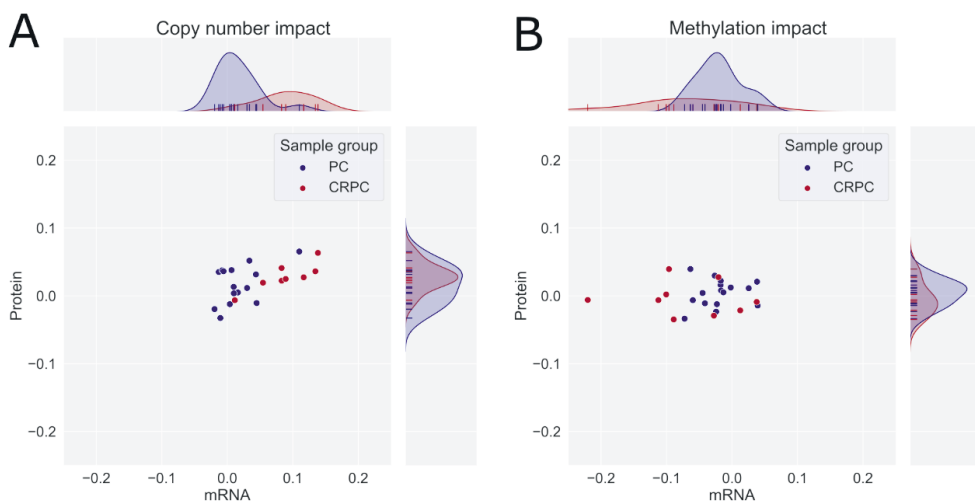 A
Copy number impact
Sample group
PC
CRPC
Protein
0.2
0.1
0.0
−0.1
−0.2
−0.2
−0.1
0.0
0.1
0.2
mRNA
B
Methylation impact
Sample group
PC
CRPC
Protein
0.2
0.1
0.0
−0.1
−0.2
−0.2
−0.1
0.0
0.1
0.2
mRNA